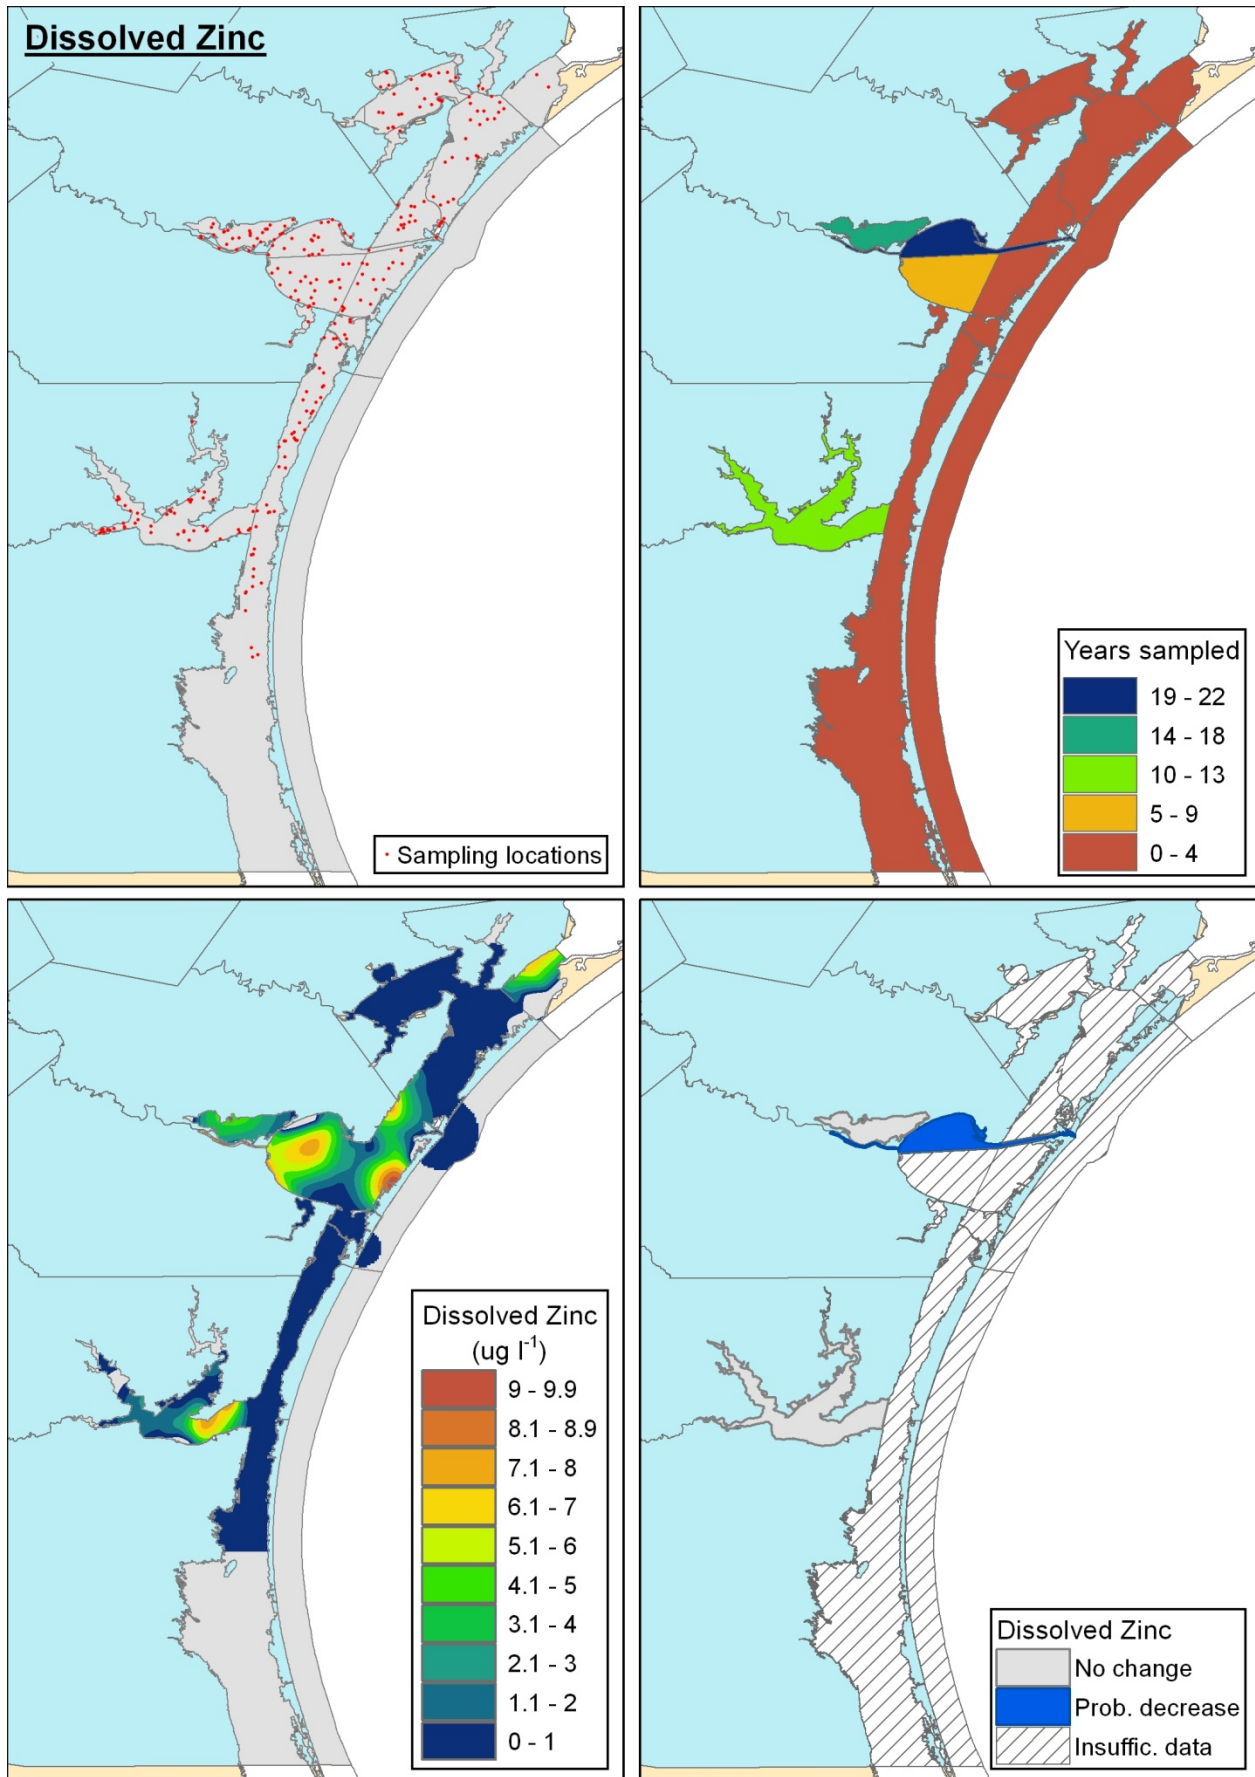 Dissolved Zinc
Sampling locations
Years sampled
19 - 22
14 - 18
10 - 13
5 - 9
0 - 4
Dissolved Zinc
(ug l⁻¹)
9 - 9.9
8.1 - 8.9
7.1 - 8
6.1 - 7
5.1 - 6
4.1 - 5
3.1 - 4
2.1 - 3
1.1 - 2
0 - 1
Dissolved Zinc
No change
Prob. decrease
Insuffic. data